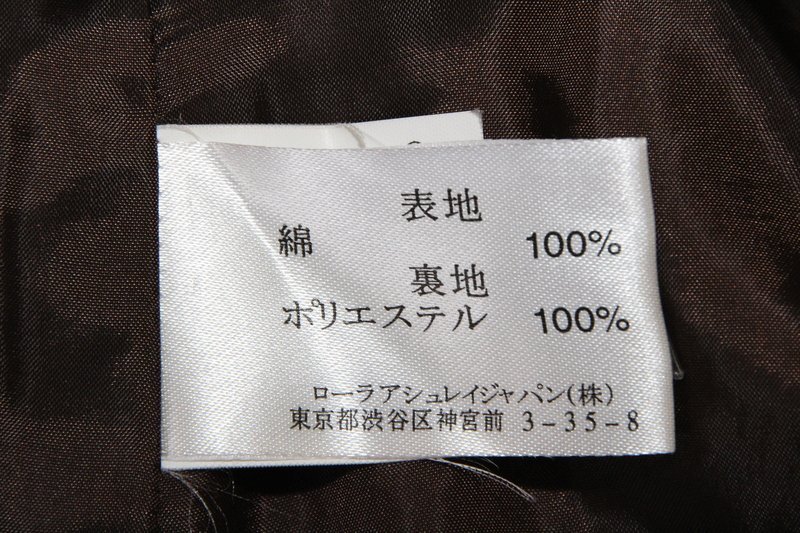 表地
綿 100%
裏地
ポリエステル 100%
ローラアシュレイジャパン(株)
東京都渋谷区神宮前 3-35-8